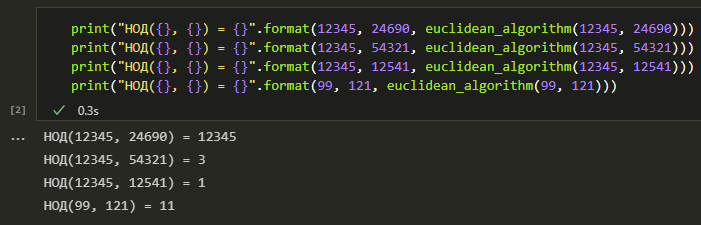 print("НОД({}, {}) = {}".format(12345, 24690, euclidean_algorithm(12345, 24690)))
print("НОД({}, {}) = {}".format(12345, 54321, euclidean_algorithm(12345, 54321)))
print("НОД({}, {}) = {}".format(12345, 12541, euclidean_algorithm(12345, 12541)))
print("НОД({}, {}) = {}".format(99, 121, euclidean_algorithm(99, 121)))
[2] ✓ 0.3s
... НОД(12345, 24690) = 12345
НОД(12345, 54321) = 3
НОД(12345, 12541) = 1
НОД(99, 121) = 11